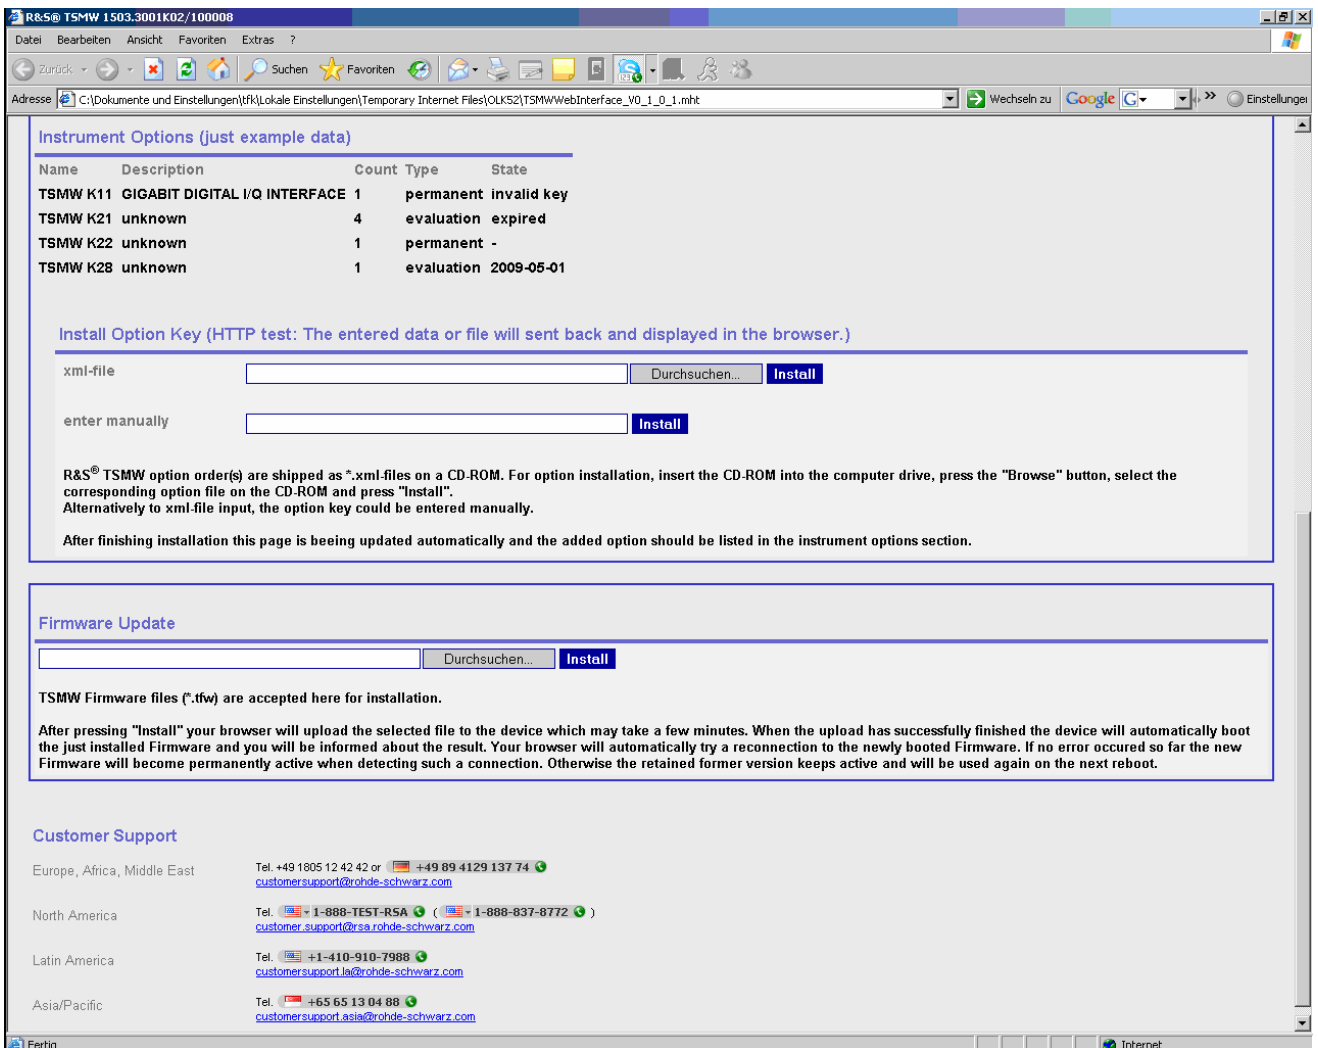 R&S® TSMW 1503.3001K02/100008
Datei Bearbeiten Ansicht Favoriten Extras ?
Zurück Suchen Favoriten
Adresse C:\Dokumente und Einstellungen\tfk\Lokale Einstellungen\Temporary Internet Files\OLK52\TSMWWebInterface_V0_1_0_1.mht Wechseln zu Google G Einstellunger
Instrument Options (just example data)
Name Description Count Type State
TSMW K11 GIGABIT DIGITAL I/Q INTERFACE 1 permanent invalid key
TSMW K21 unknown 4 evaluation expired
TSMW K22 unknown 1 permanent -
TSMW K28 unknown 1 evaluation 2009-05-01
Install Option Key (HTTP test: The entered data or file will sent back and displayed in the browser.)
xml-file Durchsuchen... Install
enter manually Install
R&S® TSMW option order(s) are shipped as *.xml-files on a CD-ROM. For option installation, insert the CD-ROM into the computer drive, press the "Browse" button, select the
corresponding option file on the CD-ROM and press "Install".
Alternatively to xml-file input, the option key could be entered manually.
After finishing installation this page is beeing updated automatically and the added option should be listed in the instrument options section.
Firmware Update
Durchsuchen... Install
TSMW Firmware files (*.tfw) are accepted here for installation.
After pressing "Install" your browser will upload the selected file to the device which may take a few minutes. When the upload has successfully finished the device will automatically boot
the just installed Firmware and you will be informed about the result. Your browser will automatically try a reconnection to the newly booted Firmware. If no error occured so far the new
Firmware will become permanently active when detecting such a connection. Otherwise the retained former version keeps active and will be used again on the next reboot.
Customer Support
Europe, Africa, Middle East Tel. +49 1805 12 42 42 or +49 89 4129 137 74
customersupport@rohde-schwarz.com
North America Tel. 1-888-TEST-RSA ( 1-888-837-8772 )
customer.support@rsa.rohde-schwarz.com
Latin America Tel. +1-410-910-7988
customersupport.la@rohde-schwarz.com
Asia/Pacific Tel. +65 65 13 04 88
customersupport.asia@rohde-schwarz.com
Fertig Internet